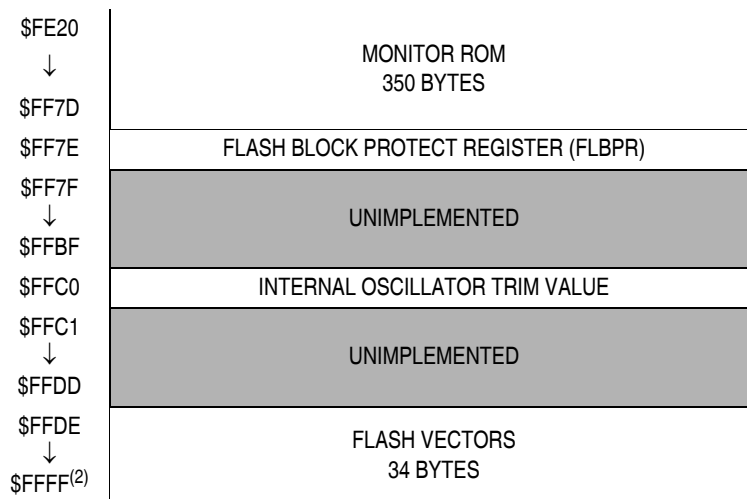 $FE20
↓
$FF7D
MONITOR ROM
350 BYTES
$FF7E
FLASH BLOCK PROTECT REGISTER (FLBPR)
$FF7F
↓
$FFBF
UNIMPLEMENTED
$FFC0
INTERNAL OSCILLATOR TRIM VALUE
$FFC1
↓
$FFDD
UNIMPLEMENTED
$FFDE
↓
$FFFF(2)
FLASH VECTORS
34 BYTES